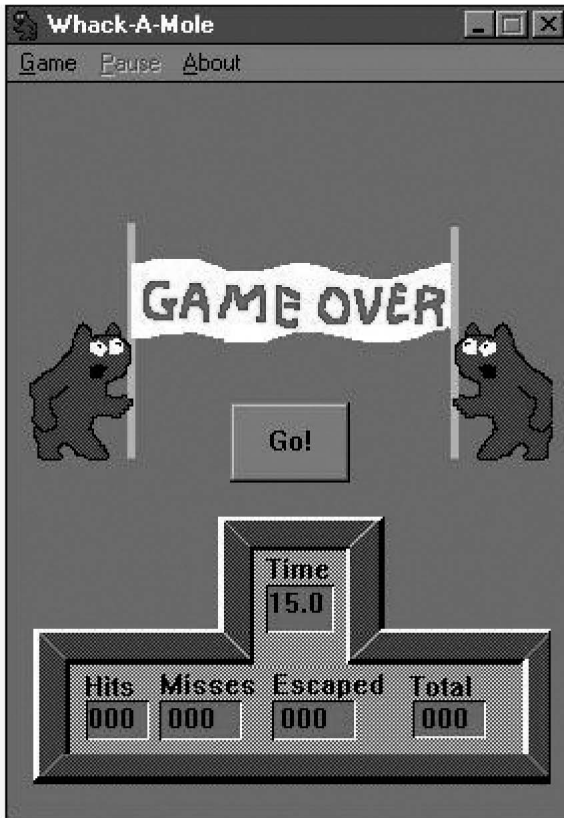 Whack-A-Mole
Game Pause About
GAME OVER
Go!
Time
15.0
Hits Misses Escaped Total
000 000 000 000